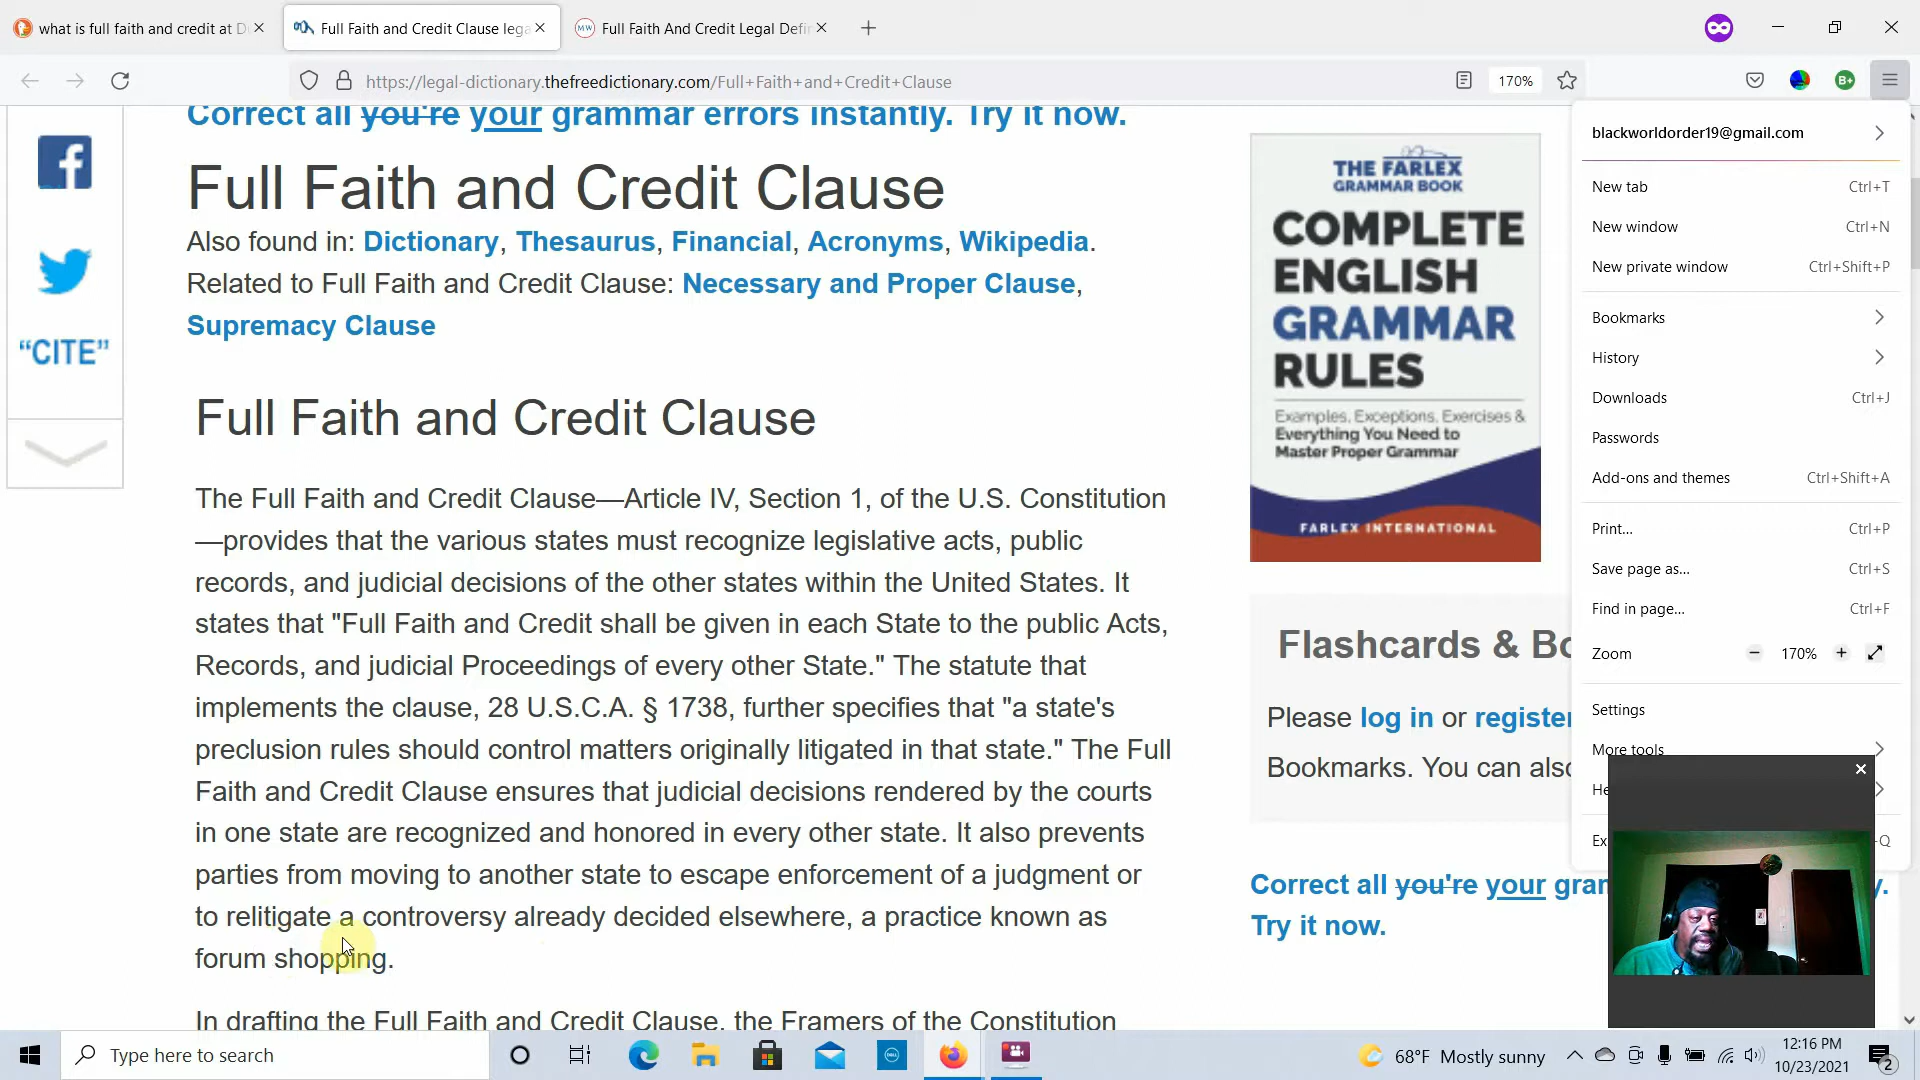 what is full faith and credit at D
Full Faith and Credit Clause lega
MW
Full Faith And Credit Legal Defin
https://legal-dictionary.thefreedictionary.com/Full+Faith+and+Credit+Clause
170%
B+
Correct all you're your grammar errors instantly. Try it now.
Full Faith and Credit Clause
Also found in: Dictionary, Thesaurus, Financial, Acronyms, Wikipedia.
Related to Full Faith and Credit Clause: Necessary and Proper Clause,
Supremacy Clause
"CITE"
Full Faith and Credit Clause
The Full Faith and Credit Clause—Article IV, Section 1, of the U.S. Constitution
—provides that the various states must recognize legislative acts, public
records, and judicial decisions of the other states within the United States. It
states that "Full Faith and Credit shall be given in each State to the public Acts,
Records, and judicial Proceedings of every other State." The statute that
implements the clause, 28 U.S.C.A. § 1738, further specifies that "a state's
preclusion rules should control matters originally litigated in that state." The Full
Faith and Credit Clause ensures that judicial decisions rendered by the courts
in one state are recognized and honored in every other state. It also prevents
parties from moving to another state to escape enforcement of a judgment or
to relitigate a controversy already decided elsewhere, a practice known as
forum shopping.
In drafting the Full Faith and Credit Clause, the Framers of the Constitution
THE FARLEX
GRAMMAR BOOK
COMPLETE
ENGLISH
GRAMMAR
RULES
Examples, Exceptions, Exercises &
Everything You Need to
Master Proper Grammar
FARLEX INTERNATIONAL
Flashcards & Bo
Please log in or register
Bookmarks. You can also
Correct all you're your gran
y.
Try it now.
blackworldorder19@gmail.com
New tab Ctrl+T
New window Ctrl+N
New private window Ctrl+Shift+P
Bookmarks
History
Downloads Ctrl+J
Passwords
Add-ons and themes Ctrl+Shift+A
Print... Ctrl+P
Save page as... Ctrl+S
Find in page... Ctrl+F
Zoom 170%
Settings
More tools
He
Ex +Q
Type here to search
DELL
68°F Mostly sunny
12:16 PM
10/23/2021
2